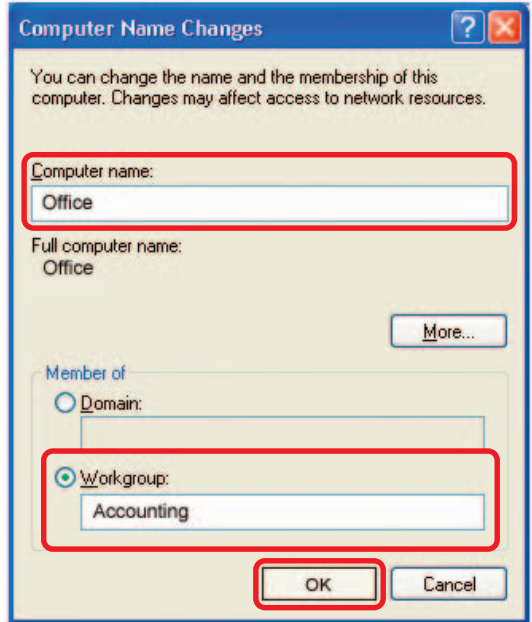 Computer Name Changes
You can change the name and the membership of this
computer. Changes may affect access to network resources.
Computer name:
Office
Full computer name:
Office
More...
Member of
Domain:
Workgroup:
Accounting
OK
Cancel